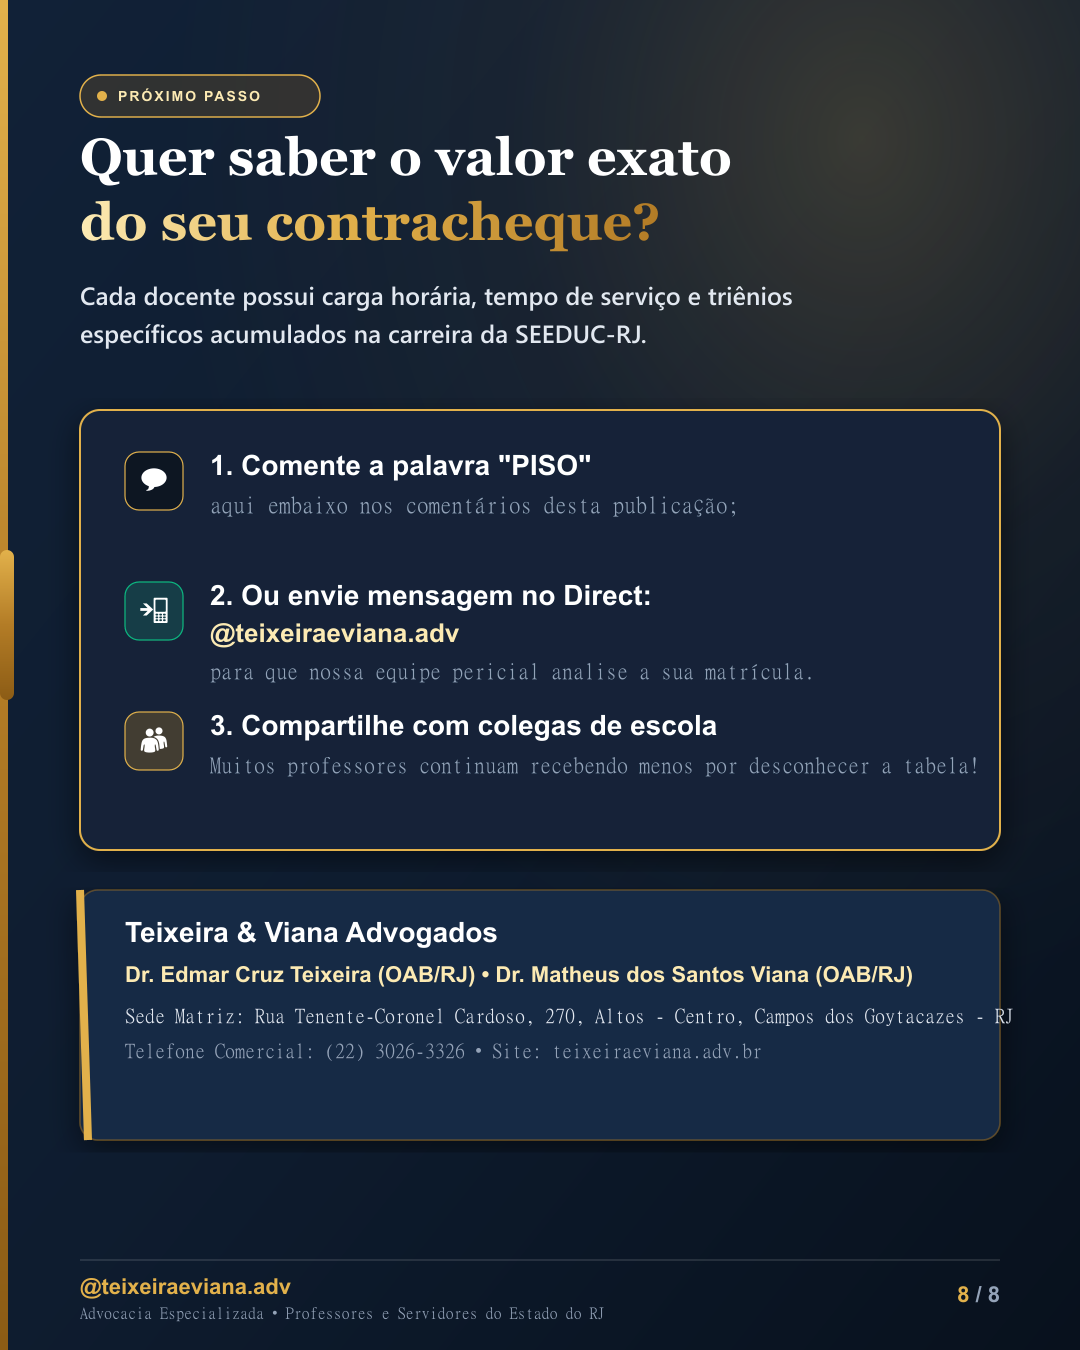 PRÓXIMO PASSO
Quer saber o valor exato
do seu contracheque?
Cada docente possui carga horária, tempo de serviço e triênios
específicos acumulados na carreira da SEEDUC-RJ.
1. Comente a palavra "PISO"
aqui embaixo nos comentários desta publicação;
2. Ou envie mensagem no Direct:
@teixeiraeviana.adv
para que nossa equipe pericial analise a sua matrícula.
3. Compartilhe com colegas de escola
Muitos professores continuam recebendo menos por desconhecer a tabela!
Teixeira & Viana Advogados
Dr. Edmar Cruz Teixeira (OAB/RJ) • Dr. Matheus dos Santos Viana (OAB/RJ)
Sede Matriz: Rua Tenente-Coronel Cardoso, 270, Altos - Centro, Campos dos Goytacazes - RJ
Telefone Comercial: (22) 3026-3326 • Site: teixeiraeviana.adv.br
@teixeiraeviana.adv
Advocacia Especializada • Professores e Servidores do Estado do RJ
8 / 8